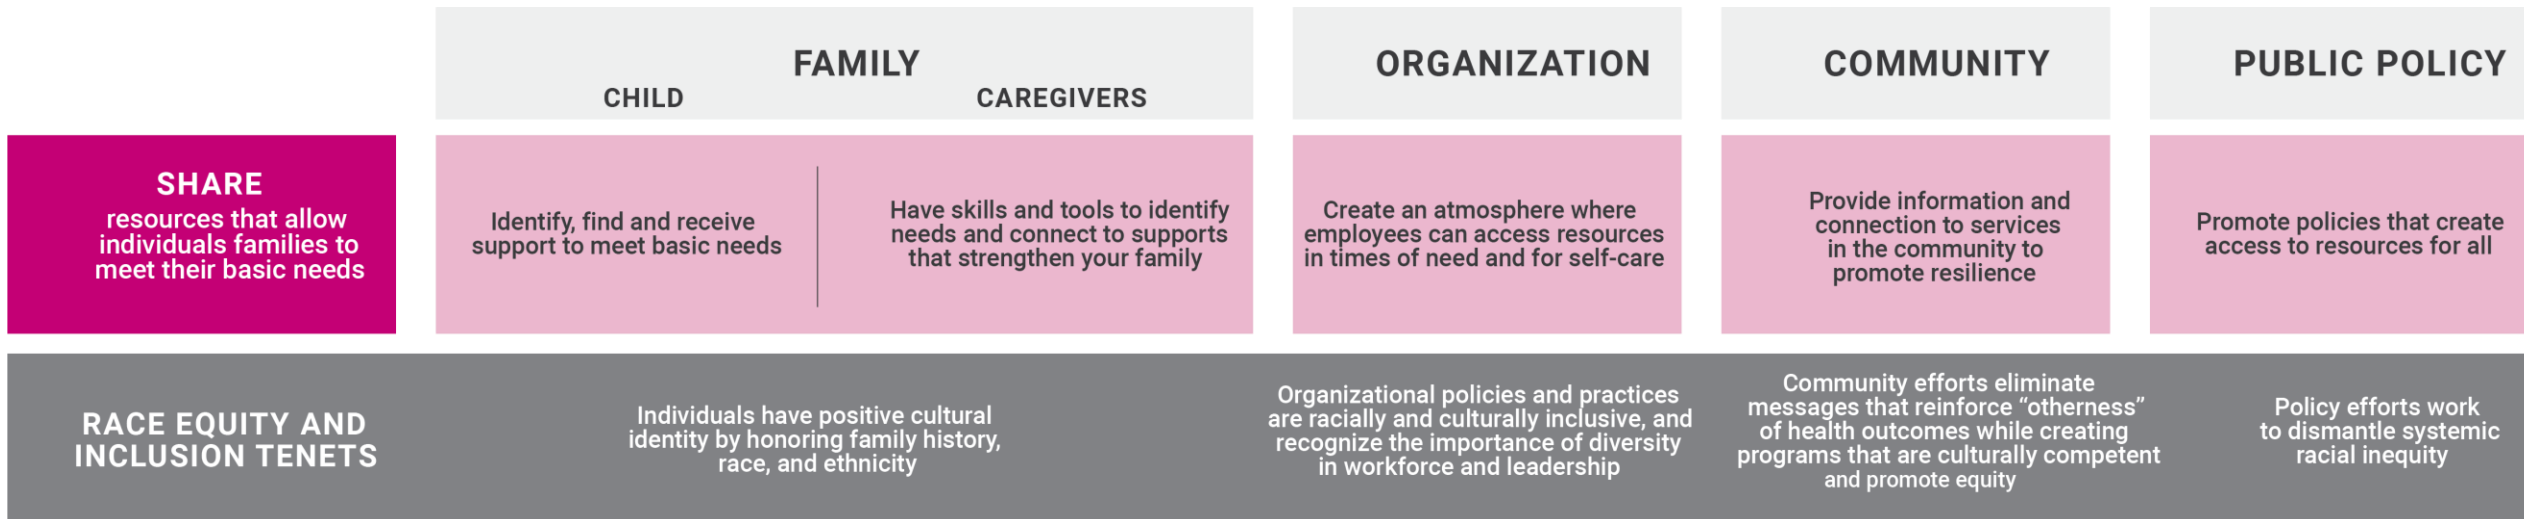 FAMILY
CHILD
CAREGIVERS
ORGANIZATION
COMMUNITY
PUBLIC POLICY
SHARE
resources that allow
individuals families to
meet their basic needs
Identify, find and receive
support to meet basic needs
Have skills and tools to identify
needs and connect to supports
that strengthen your family
Create an atmosphere where
employees can access resources
in times of need and for self-care
Provide information and
connection to services
in the community to
promote resilience
Promote policies that create
access to resources for all
RACE EQUITY AND
INCLUSION TENETS
Individuals have positive cultural
identity by honoring family history,
race, and ethnicity
Organizational policies and practices
are racially and culturally inclusive, and
recognize the importance of diversity
in workforce and leadership
Community efforts eliminate
messages that reinforce “otherness”
of health outcomes while creating
programs that are culturally competent
and promote equity
Policy efforts work
to dismantle systemic
racial inequity